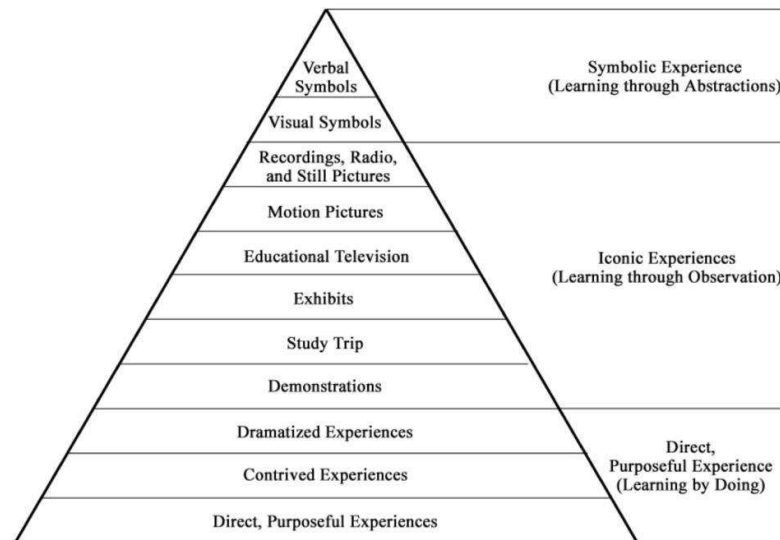 Verbal
Symbols
Visual Symbols
Recordings, Radio,
and Still Pictures
Motion Pictures
Educational Television
Exhibits
Study Trip
Demonstrations
Dramatized Experiences
Contrived Experiences
Direct, Purposeful Experiences
Symbolic Experience
(Learning through Abstractions)
Iconic Experiences
(Learning through Observation)
Direct,
Purposeful Experience
(Learning by Doing)